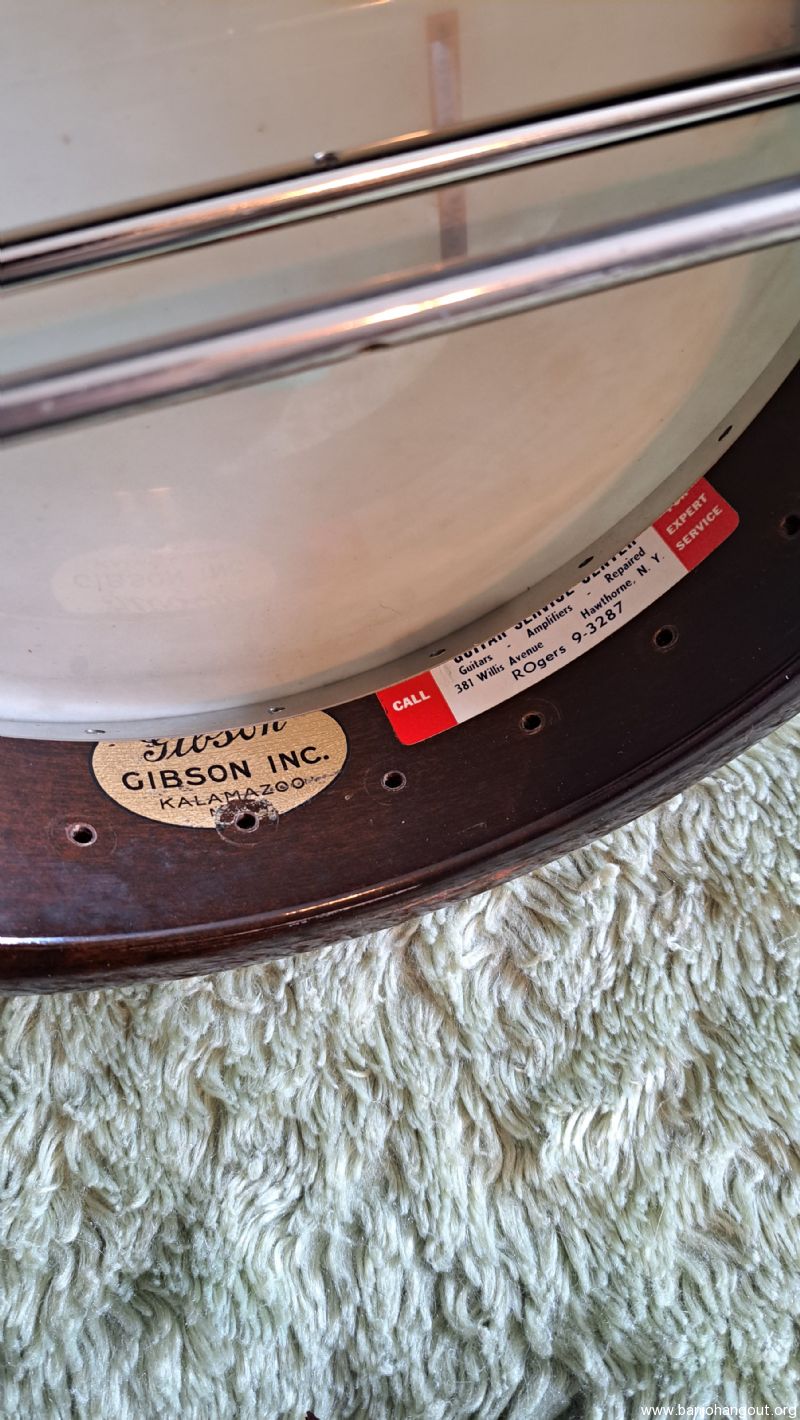 Gibson
GIBSON INC.
KALAMAZOO
CALL
GUITAR SERVICE CENTER
Guitars - Amplifiers - Repaired
381 Willis Avenue Hawthorne, N. Y.
ROgers 9-3287
FOR
EXPERT
SERVICE
www.banjohangout.org